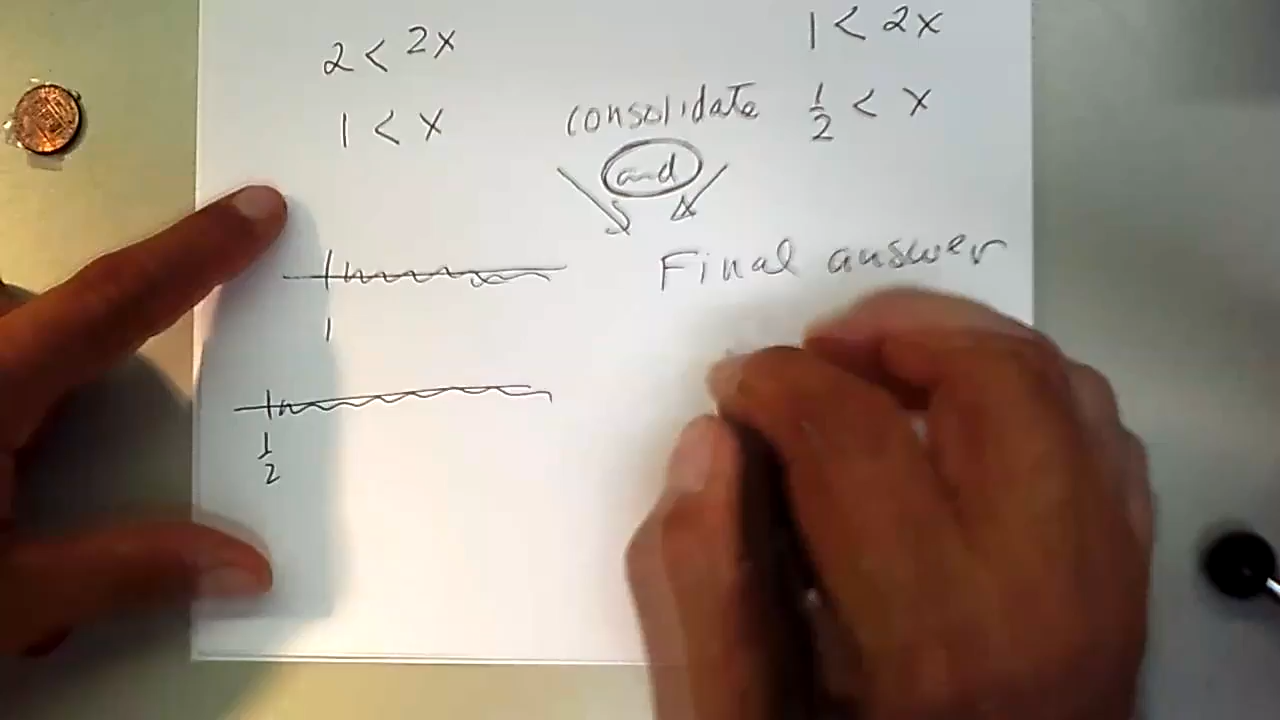 2 < 2x
1 < x
1 < 2x
1/2 < x
consolidate
and
Final answer
1
1/2